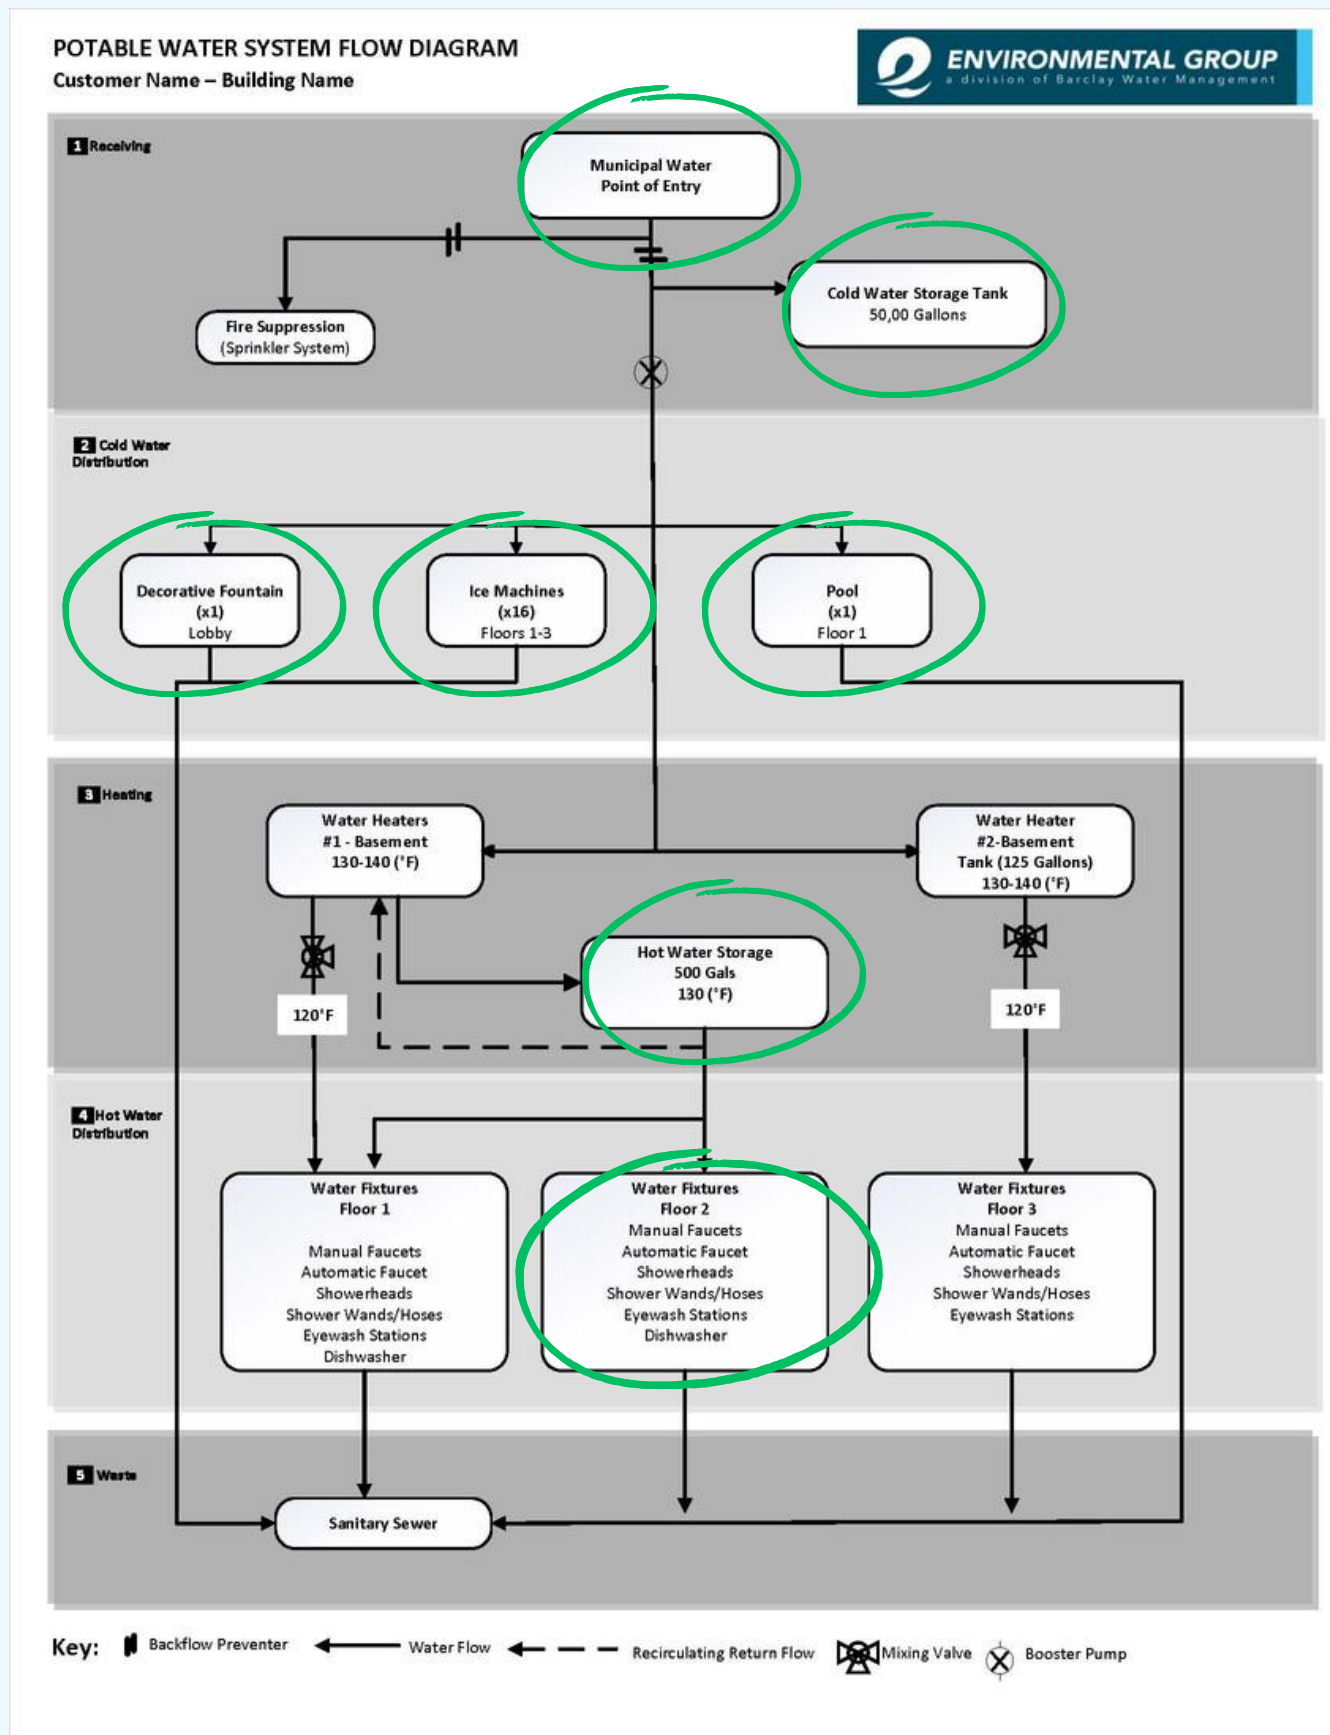 POTABLE WATER SYSTEM FLOW DIAGRAM
Customer Name – Building Name
ENVIRONMENTAL GROUP
a division of Barclay Water Management
1 Receiving
Municipal Water
Point of Entry
Cold Water Storage Tank
50,00 Gallons
Fire Suppression
(Sprinkler System)
2 Cold Water
Distribution
Decorative Fountain
(x1)
Lobby
Ice Machines
(x16)
Floors 1-3
Pool
(x1)
Floor 1
3 Heating
Water Heaters
#1 - Basement
130-140 (°F)
Water Heater
#2-Basement
Tank (125 Gallons)
130-140 (°F)
Hot Water Storage
500 Gals
130 (°F)
120°F
120°F
4 Hot Water
Distribution
Water Fixtures
Floor 1
Manual Faucets
Automatic Faucet
Showerheads
Shower Wands/Hoses
Eyewash Stations
Dishwasher
Water Fixtures
Floor 2
Manual Faucets
Automatic Faucet
Showerheads
Shower Wands/Hoses
Eyewash Stations
Dishwasher
Water Fixtures
Floor 3
Manual Faucets
Automatic Faucet
Showerheads
Shower Wands/Hoses
Eyewash Stations
5 Waste
Sanitary Sewer
Key: Backflow Preventer Water Flow Recirculating Return Flow Mixing Valve Booster Pump